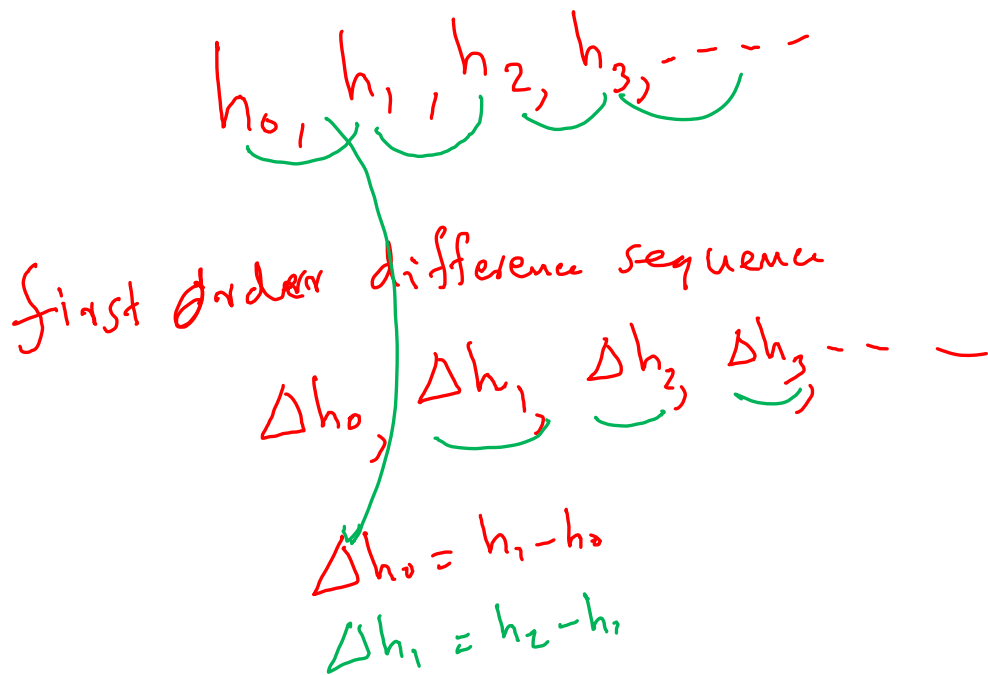 h₀, h₁, h₂, h₃, ----
first order difference sequence
Δh₀, Δh₁, Δh₂, Δh₃, -- —
Δh₀ = h₁ - h₀
Δh₁ = h₂ - h₁